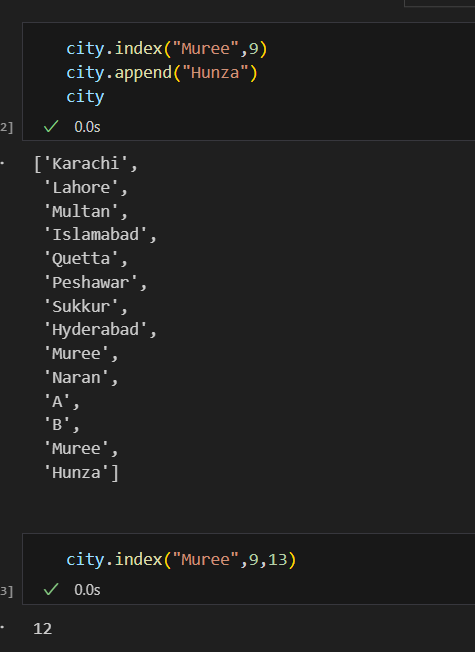 city.index("Muree",9)
city.append("Hunza")
city
2] ✓ 0.0s
['Karachi',
'Lahore',
'Multan',
'Islamabad',
'Quetta',
'Peshawar',
'Sukkur',
'Hyderabad',
'Muree',
'Naran',
'A',
'B',
'Muree',
'Hunza']
city.index("Muree",9,13)
3] ✓ 0.0s
12